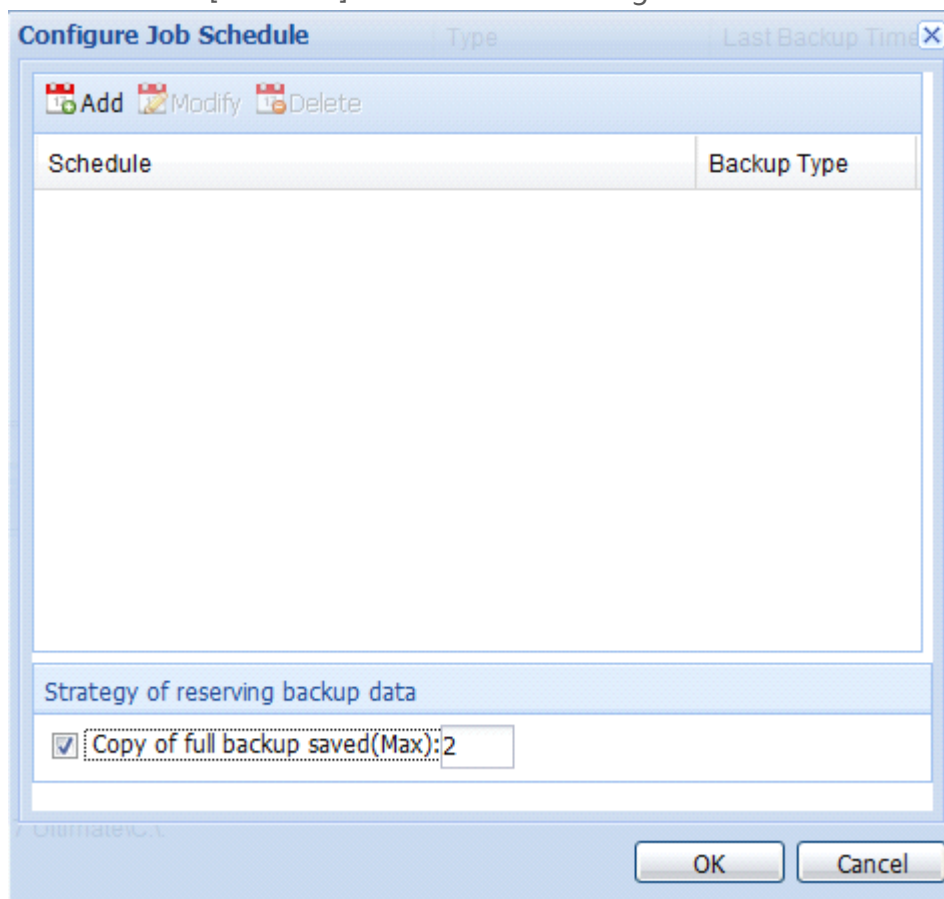 Configure Job Schedule Type Last Backup Time
Add Modify Delete
Schedule Backup Type
Strategy of reserving backup data
Copy of full backup saved(Max): 2
Ultimate\C:\
OK Cancel